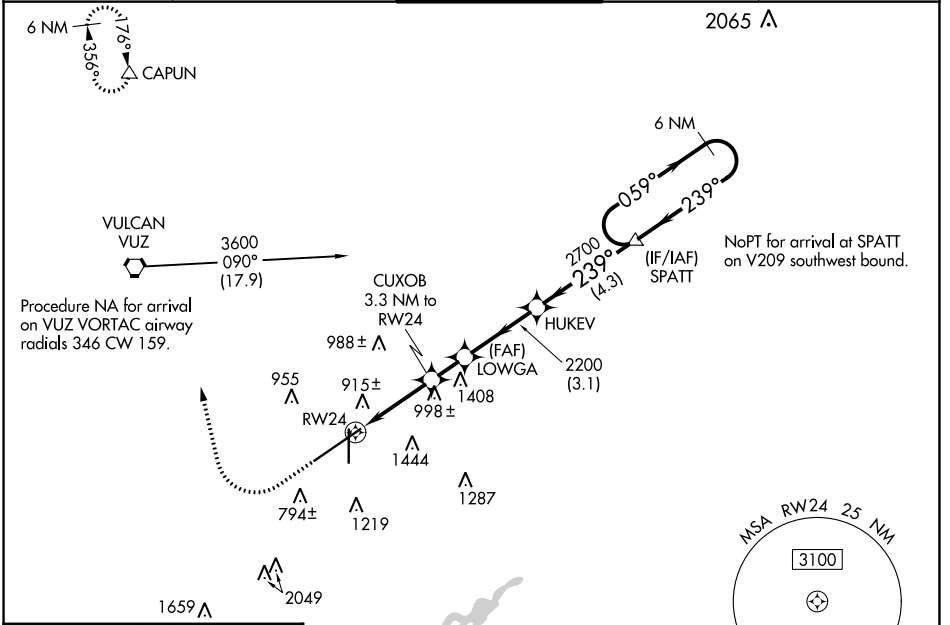 2065
6 NM
176°
356°
CAPUN
6 NM
059°
239°
VULCAN
VUZ
3600
090°
(17.9)
2700
239°
(4.3)
(IF/IAF)
SPATT
NoPT for arrival at SPATT
on V209 southwest bound.
CUXOB
3.3 NM to
RW24
HUKEV
Procedure NA for arrival
on VUZ VORTAC airway
radials 346 CW 159.
988±
(FAF)
LOWGA
2200
(3.1)
955
915±
998±
1408
RW24
1444
1287
794±
1219
MSA RW24 25 NM
3100
2049
1659